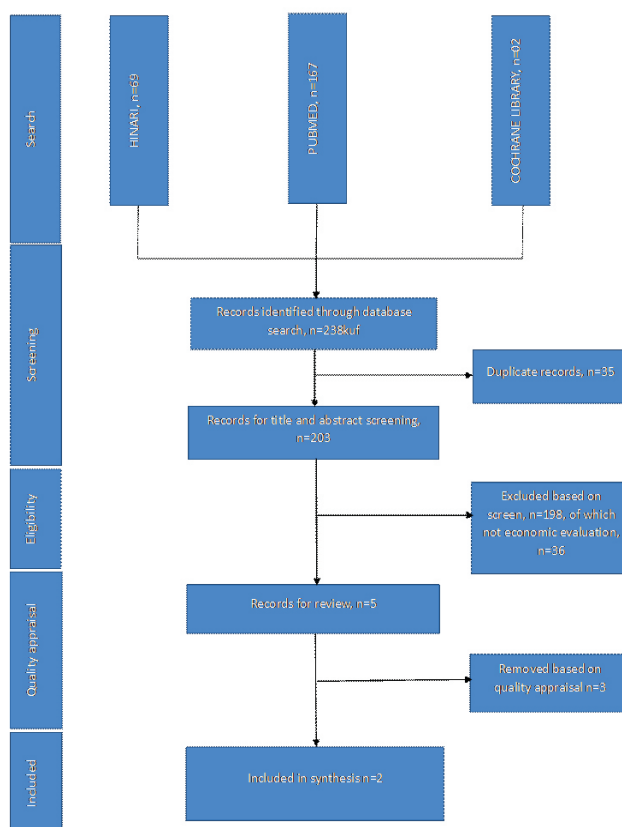 Search
HINARI, n=69
PUBMED, n=167
COCHRANE LIBRARY, n=02
Screening
Records identified through database
search, n=238kuf
Duplicate records, n=35
Records for title and abstract screening,
n=203
Eligibility
Excluded based on
screen, n=198, of which
not economic evaluation,
n=36
Quality appraisal
Records for review, n=5
Removed based on
quality appraisal n=3
Included
Included in synthesis n=2